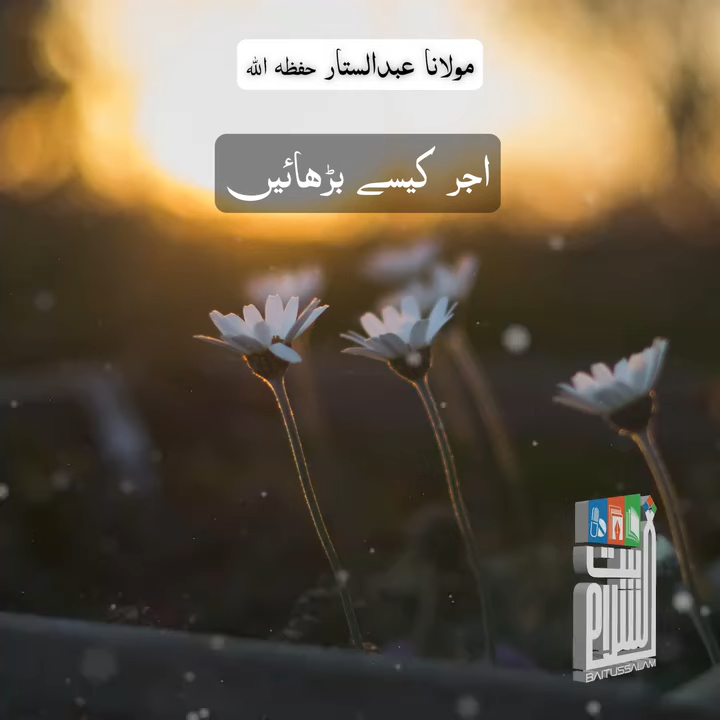 مولانا عبدالستار حفظہ اللہ
اجر کیسے بڑھائیں
بیت السلام
BAITUSSALAM